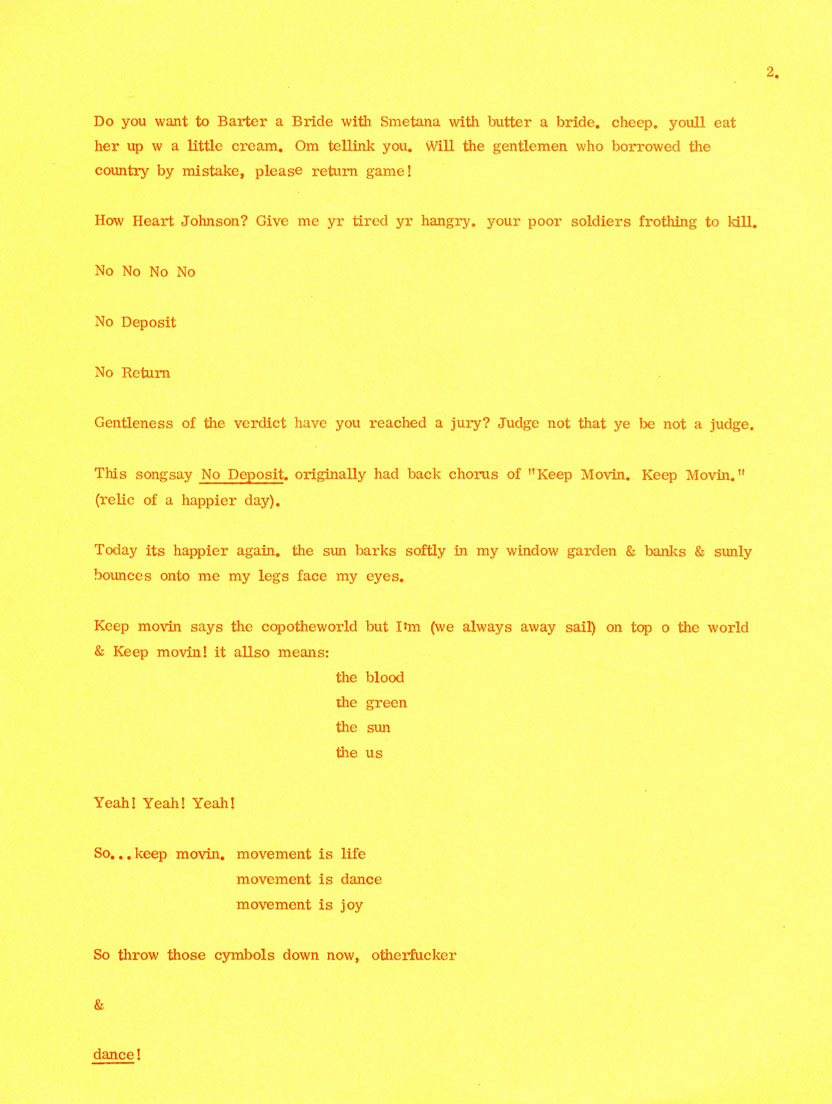 2.
Do you want to Barter a Bride with Smetana with butter a bride. cheep. youll eat
her up w a little cream. Om tellink you. Will the gentlemen who borrowed the
country by mistake, please return game!
How Heart Johnson? Give me yr tired yr hangry. your poor soldiers frothing to kill.
No No No No
No Deposit
No Return
Gentleness of the verdict have you reached a jury? Judge not that ye be not a judge.
This songsay No Deposit. originally had back chorus of "Keep Movin. Keep Movin."
(relic of a happier day).
Today its happier again. the sun barks softly in my window garden & banks & sunly
bounces onto me my legs face my eyes.
Keep movin says the copotheworld but I'm (we always away sail) on top o the world
& Keep movin! it allso means:
the blood
the green
the sun
the us
Yeah! Yeah! Yeah!
So...keep movin. movement is life
movement is dance
movement is joy
So throw those cymbols down now, otherfucker
&
dance!